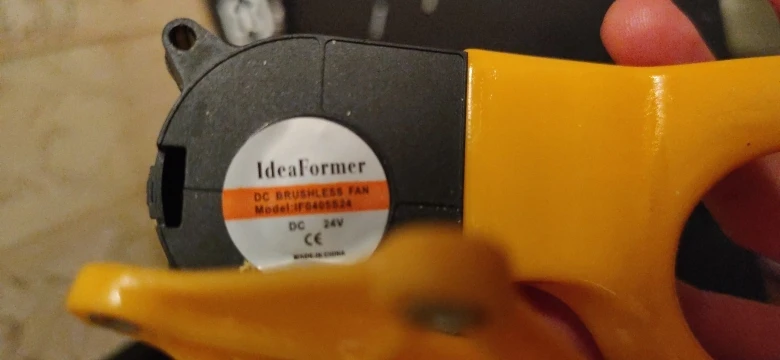 IdeaFormer
DC BRUSHLESS FAN
Model:IF0405S24
DC 24V
CE
MADE IN CHINA